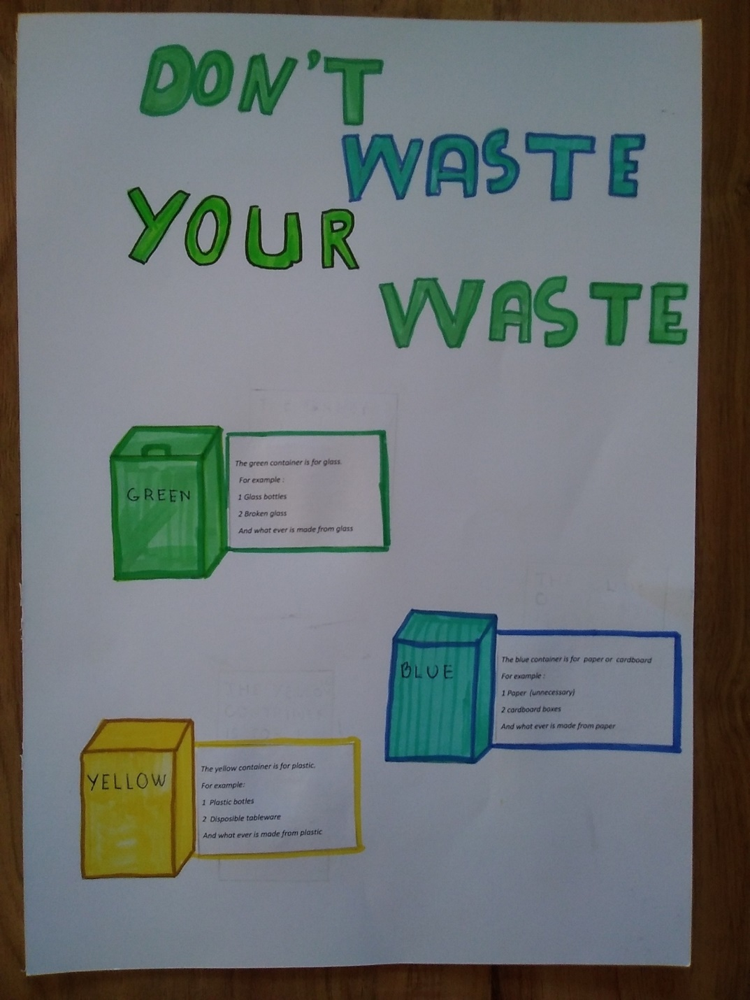 DON'T
WASTE
YOUR
WASTE
GREEN
The green container is for glass.
For example :
1 Glass bottles
2 Broken glass
And what ever is made from glass
BLUE
The blue container is for paper or cardboard
For example :
1 Paper (unnecessary)
2 cardboard boxes
And what ever is made from paper
YELLOW
The yellow container is for plastic.
For example:
1 Plastic botles
2 Disposible tableware
And what ever is made from plastic